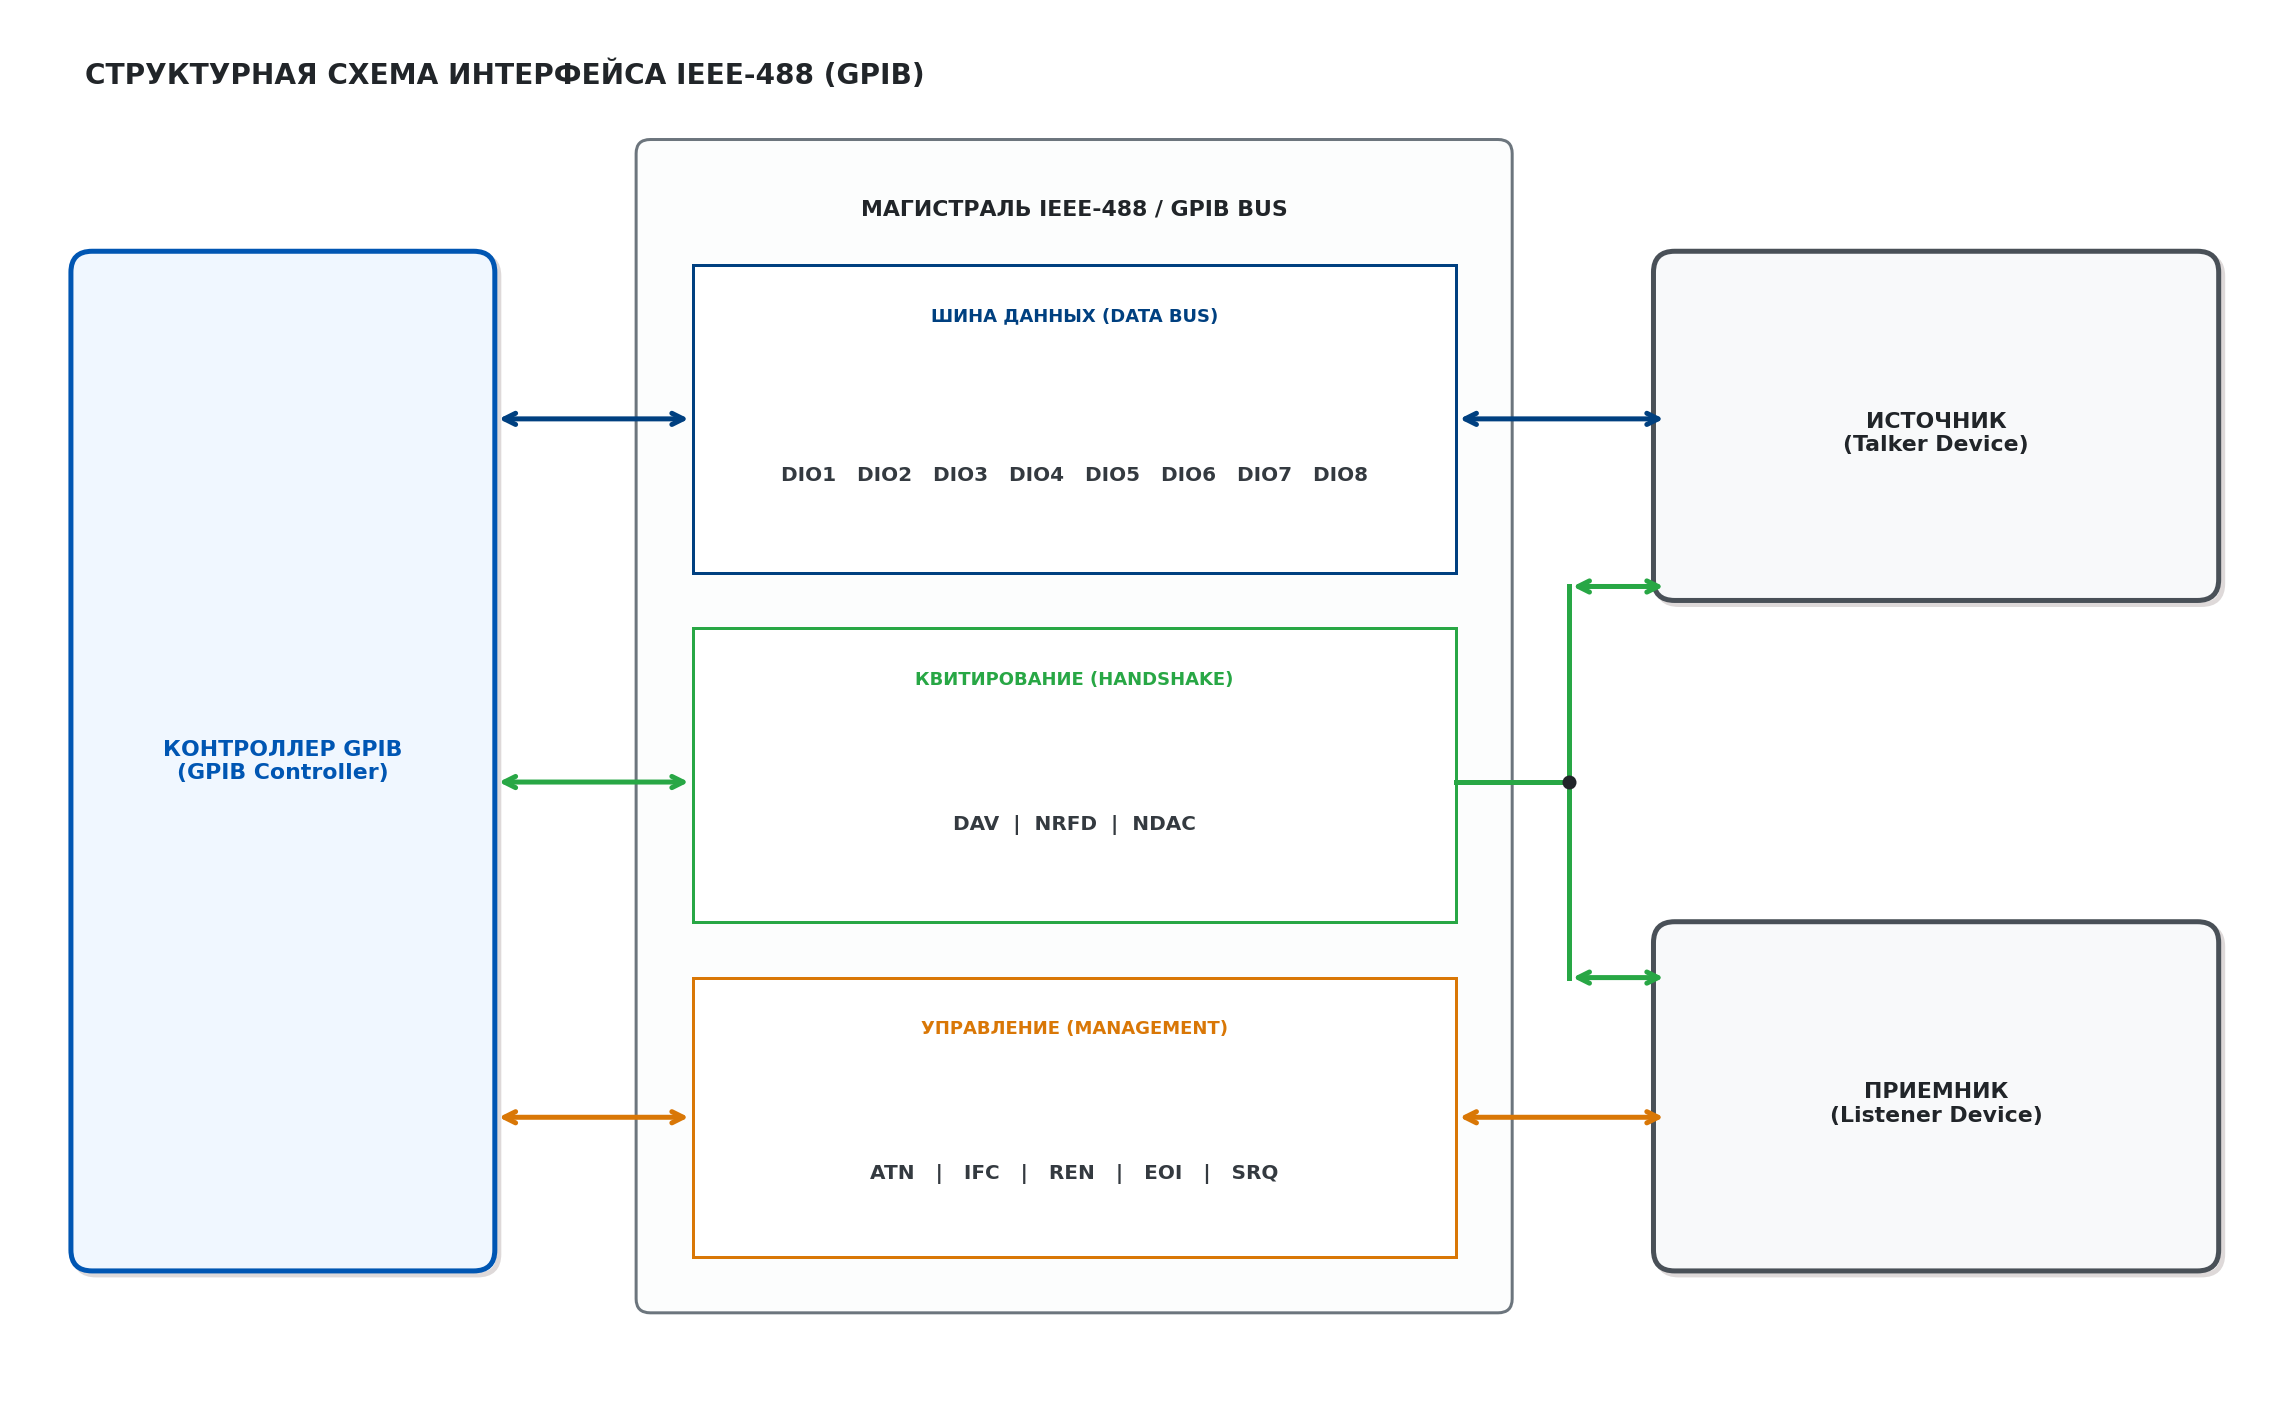 СТРУКТУРНАЯ СХЕМА ИНТЕРФЕЙСА IEEE-488 (GPIB)
МАГИСТРАЛЬ IEEE-488 / GPIB BUS
ШИНА ДАННЫХ (DATA BUS)
DIO1 DIO2 DIO3 DIO4 DIO5 DIO6 DIO7 DIO8
КВИТИРОВАНИЕ (HANDSHAKE)
DAV | NRFD | NDAC
УПРАВЛЕНИЕ (MANAGEMENT)
ATN | IFC | REN | EOI | SRQ
КОНТРОЛЛЕР GPIB
(GPIB Controller)
ИСТОЧНИК
(Talker Device)
ПРИЕМНИК
(Listener Device)